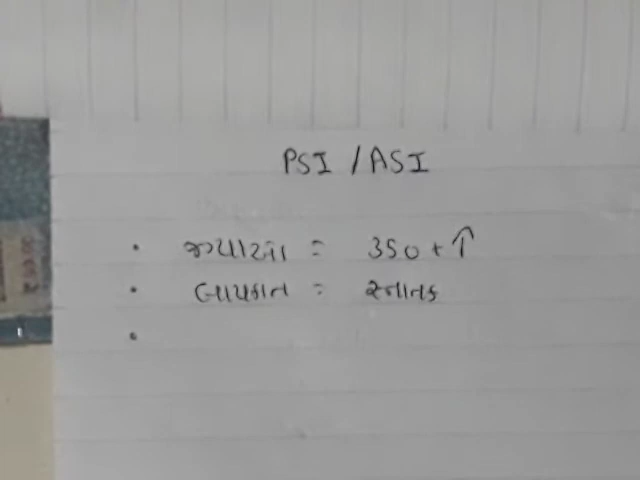 PSI / ASI
• જગ્યાઓ = 350 + ↑
• લાયકાત = સ્નાતક
•